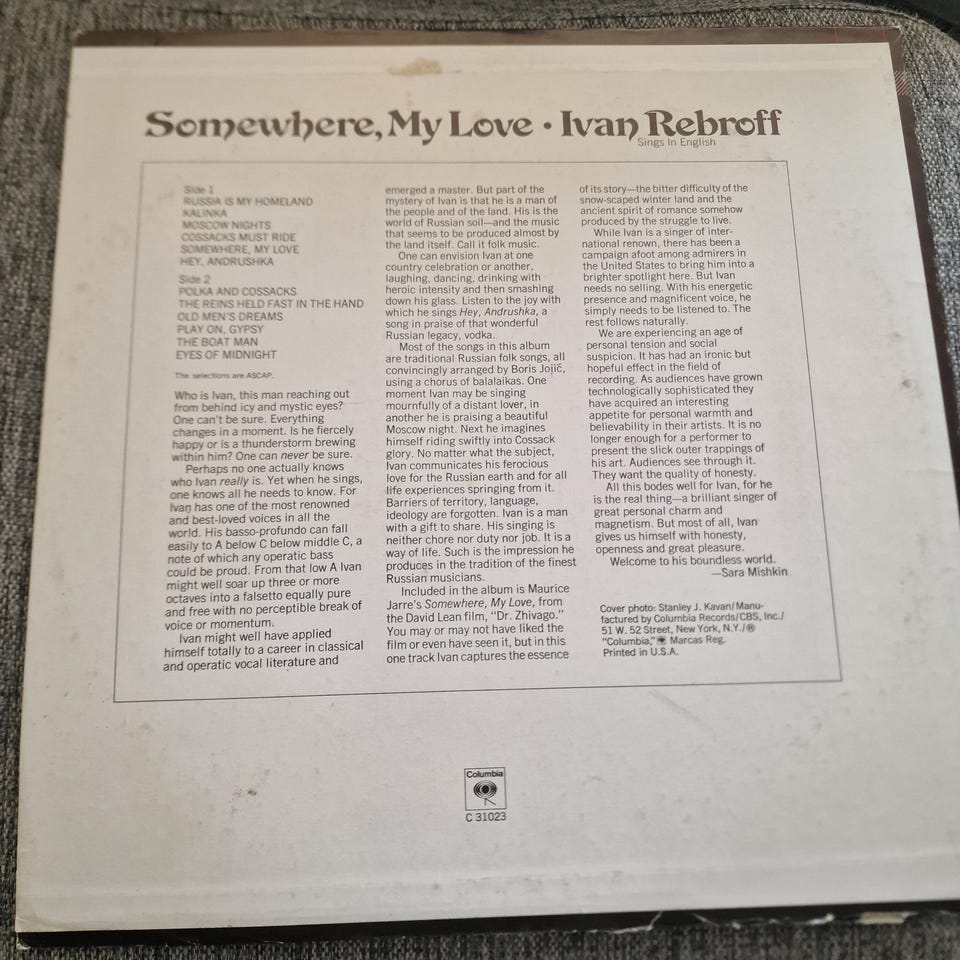 Somewhere, My Love • Ivan Rebroff
Sings In English
Side 1
RUSSIA IS MY HOMELAND
KALINKA
MOSCOW NIGHTS
COSSACKS MUST RIDE
SOMEWHERE, MY LOVE
HEY, ANDRUSHKA
Side 2
POLKA AND COSSACKS
THE REINS HELD FAST IN THE HAND
OLD MEN'S DREAMS
PLAY ON, GYPSY
THE BOAT MAN
EYES OF MIDNIGHT
The selections are ASCAP.
Who is Ivan, this man reaching out
from behind icy and mystic eyes?
One can't be sure. Everything
changes in a moment. Is he fiercely
happy or is a thunderstorm brewing
within him? One can never be sure.
Perhaps no one actually knows
who Ivan really is. Yet when he sings,
one knows all he needs to know. For
Ivan has one of the most renowned
and best-loved voices in all the
world. His basso-profundo can fall
easily to A below C below middle C, a
note of which any operatic bass
could be proud. From that low A Ivan
might well soar up three or more
octaves into a falsetto equally pure
and free with no perceptible break of
voice or momentum.
Ivan might well have applied
himself totally to a career in classical
and operatic vocal literature and
emerged a master. But part of the
mystery of Ivan is that he is a man of
the people and of the land. His is the
world of Russian soil—and the music
that seems to be produced almost by
the land itself. Call it folk music.
One can envision Ivan at one
country celebration or another,
laughing, dancing, drinking with
heroic intensity and then smashing
down his glass. Listen to the joy with
which he sings Hey, Andrushka, a
song in praise of that wonderful
Russian legacy, vodka.
Most of the songs in this album
are traditional Russian folk songs, all
convincingly arranged by Boris Jojič,
using a chorus of balalaikas. One
moment Ivan may be singing
mournfully of a distant lover, in
another he is praising a beautiful
Moscow night. Next he imagines
himself riding swiftly into Cossack
glory. No matter what the subject,
Ivan communicates his ferocious
love for the Russian earth and for all
life experiences springing from it.
Barriers of territory, language,
ideology are forgotten. Ivan is a man
with a gift to share. His singing is
neither chore nor duty nor job. It is a
way of life. Such is the impression he
produces in the tradition of the finest
Russian musicians.
Included in the album is Maurice
Jarre's Somewhere, My Love, from
the David Lean film, "Dr. Zhivago."
You may or may not have liked the
film or even have seen it, but in this
one track Ivan captures the essence
of its story—the bitter difficulty of the
snow-scaped winter land and the
ancient spirit of romance somehow
produced by the struggle to live.
While Ivan is a singer of inter-
national renown, there has been a
campaign afoot among admirers in
the United States to bring him into a
brighter spotlight here. But Ivan
needs no selling. With his energetic
presence and magnificent voice, he
simply needs to be listened to. The
rest follows naturally.
We are experiencing an age of
personal tension and social
suspicion. It has had an ironic but
hopeful effect in the field of
recording. As audiences have grown
technologically sophisticated they
have acquired an interesting
appetite for personal warmth and
believability in their artists. It is no
longer enough for a performer to
present the slick outer trappings of
his art. Audiences see through it.
They want the quality of honesty.
All this bodes well for Ivan, for he
is the real thing—a brilliant singer of
great personal charm and
magnetism. But most of all, Ivan
gives us himself with honesty,
openness and great pleasure.
Welcome to his boundless world.
—Sara Mishkin
Cover photo: Stanley J. Kavan/Manu-
factured by Columbia Records/CBS, Inc./
51 W. 52 Street, New York, N.Y./®
"Columbia," Marcas Reg.
Printed in U.S.A.
Columbia
C 31023